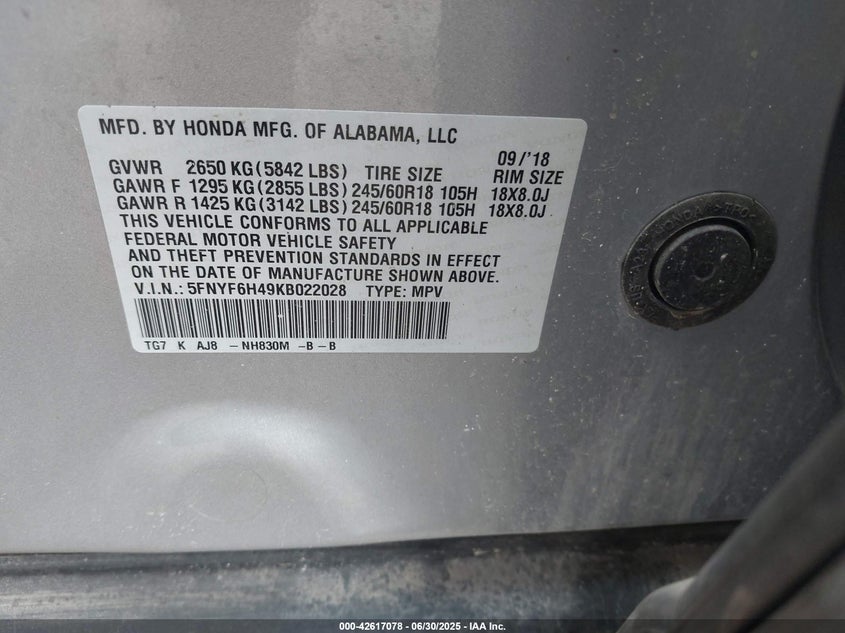 MFD. BY HONDA MFG. OF ALABAMA, LLC
09/'18
GVWR 2650 KG(5842 LBS) TIRE SIZE RIM SIZE
GAWR F 1295 KG(2855 LBS)245/60R18 105H 18X8.0J
GAWR R 1425 KG(3142 LBS)245/60R18 105H 18X8.0J
THIS VEHICLE CONFORMS TO ALL APPLICABLE
FEDERAL MOTOR VEHICLE SAFETY
AND THEFT PREVENTION STANDARDS IN EFFECT
ON THE DATE OF MANUFACTURE SHOWN ABOVE.
V.I.N.: 5FNYF6H49KB022028 TYPE: MPV
TG7 K AJ8 - NH830M -B - B
HONDA
000-42617078 - 06/30/2025 - IAA Inc.